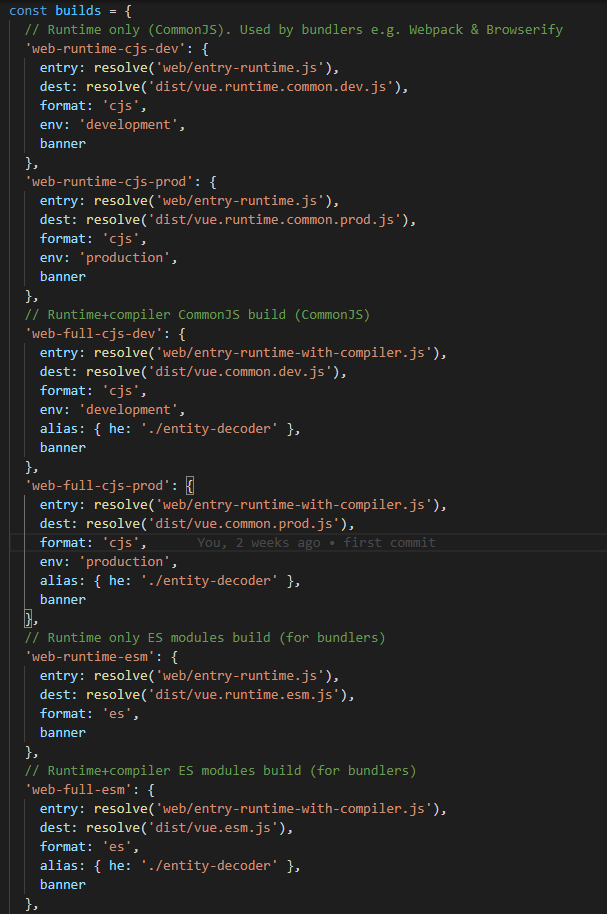 const builds = {
  // Runtime only (CommonJS). Used by bundlers e.g. Webpack & Browserify
  'web-runtime-cjs-dev': {
    entry: resolve('web/entry-runtime.js'),
    dest: resolve('dist/vue.runtime.common.dev.js'),
    format: 'cjs',
    env: 'development',
    banner
  },
  'web-runtime-cjs-prod': {
    entry: resolve('web/entry-runtime.js'),
    dest: resolve('dist/vue.runtime.common.prod.js'),
    format: 'cjs',
    env: 'production',
    banner
  },
  // Runtime+compiler CommonJS build (CommonJS)
  'web-full-cjs-dev': {
    entry: resolve('web/entry-runtime-with-compiler.js'),
    dest: resolve('dist/vue.common.dev.js'),
    format: 'cjs',
    env: 'development',
    alias: { he: './entity-decoder' },
    banner
  },
  'web-full-cjs-prod': {
    entry: resolve('web/entry-runtime-with-compiler.js'),
    dest: resolve('dist/vue.common.prod.js'),
    format: 'cjs',      You, 2 weeks ago • first commit
    env: 'production',
    alias: { he: './entity-decoder' },
    banner
  },
  // Runtime only ES modules build (for bundlers)
  'web-runtime-esm': {
    entry: resolve('web/entry-runtime.js'),
    dest: resolve('dist/vue.runtime.esm.js'),
    format: 'es',
    banner
  },
  // Runtime+compiler ES modules build (for bundlers)
  'web-full-esm': {
    entry: resolve('web/entry-runtime-with-compiler.js'),
    dest: resolve('dist/vue.esm.js'),
    format: 'es',
    alias: { he: './entity-decoder' },
    banner
  },